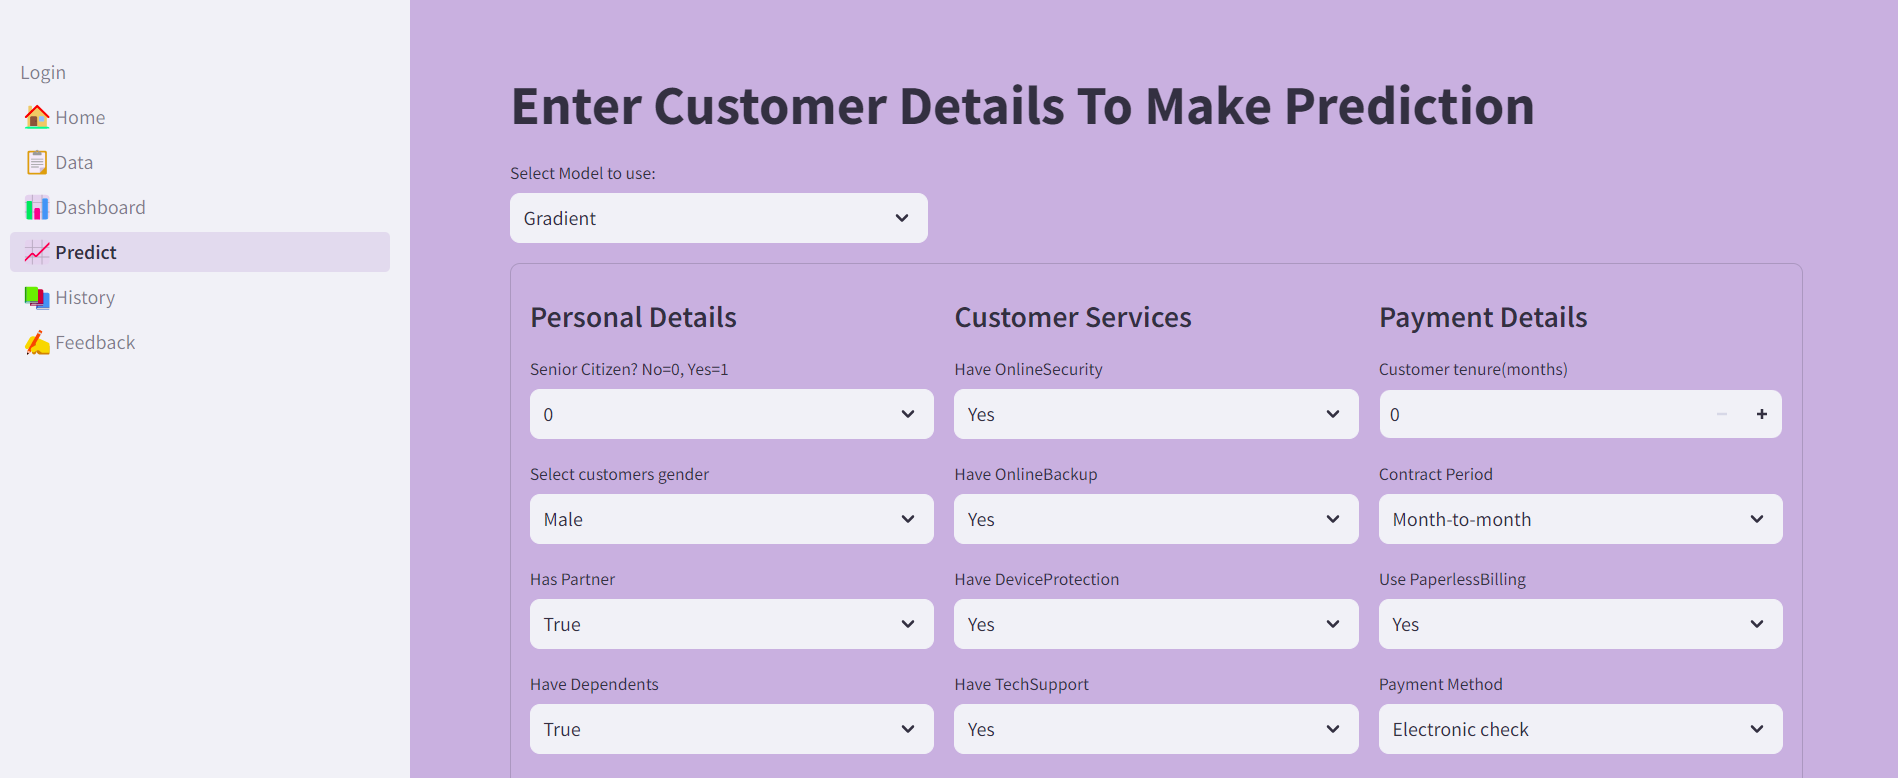 Login
Home
Data
Dashboard
Predict
History
Feedback
Enter Customer Details To Make Prediction
Select Model to use:
Gradient
Personal Details
Senior Citizen? No=0, Yes=1
0
Select customers gender
Male
Has Partner
True
Have Dependents
True
Customer Services
Have OnlineSecurity
Yes
Have OnlineBackup
Yes
Have DeviceProtection
Yes
Have TechSupport
Yes
Payment Details
Customer tenure(months)
0
Contract Period
Month-to-month
Use PaperlessBilling
Yes
Payment Method
Electronic check